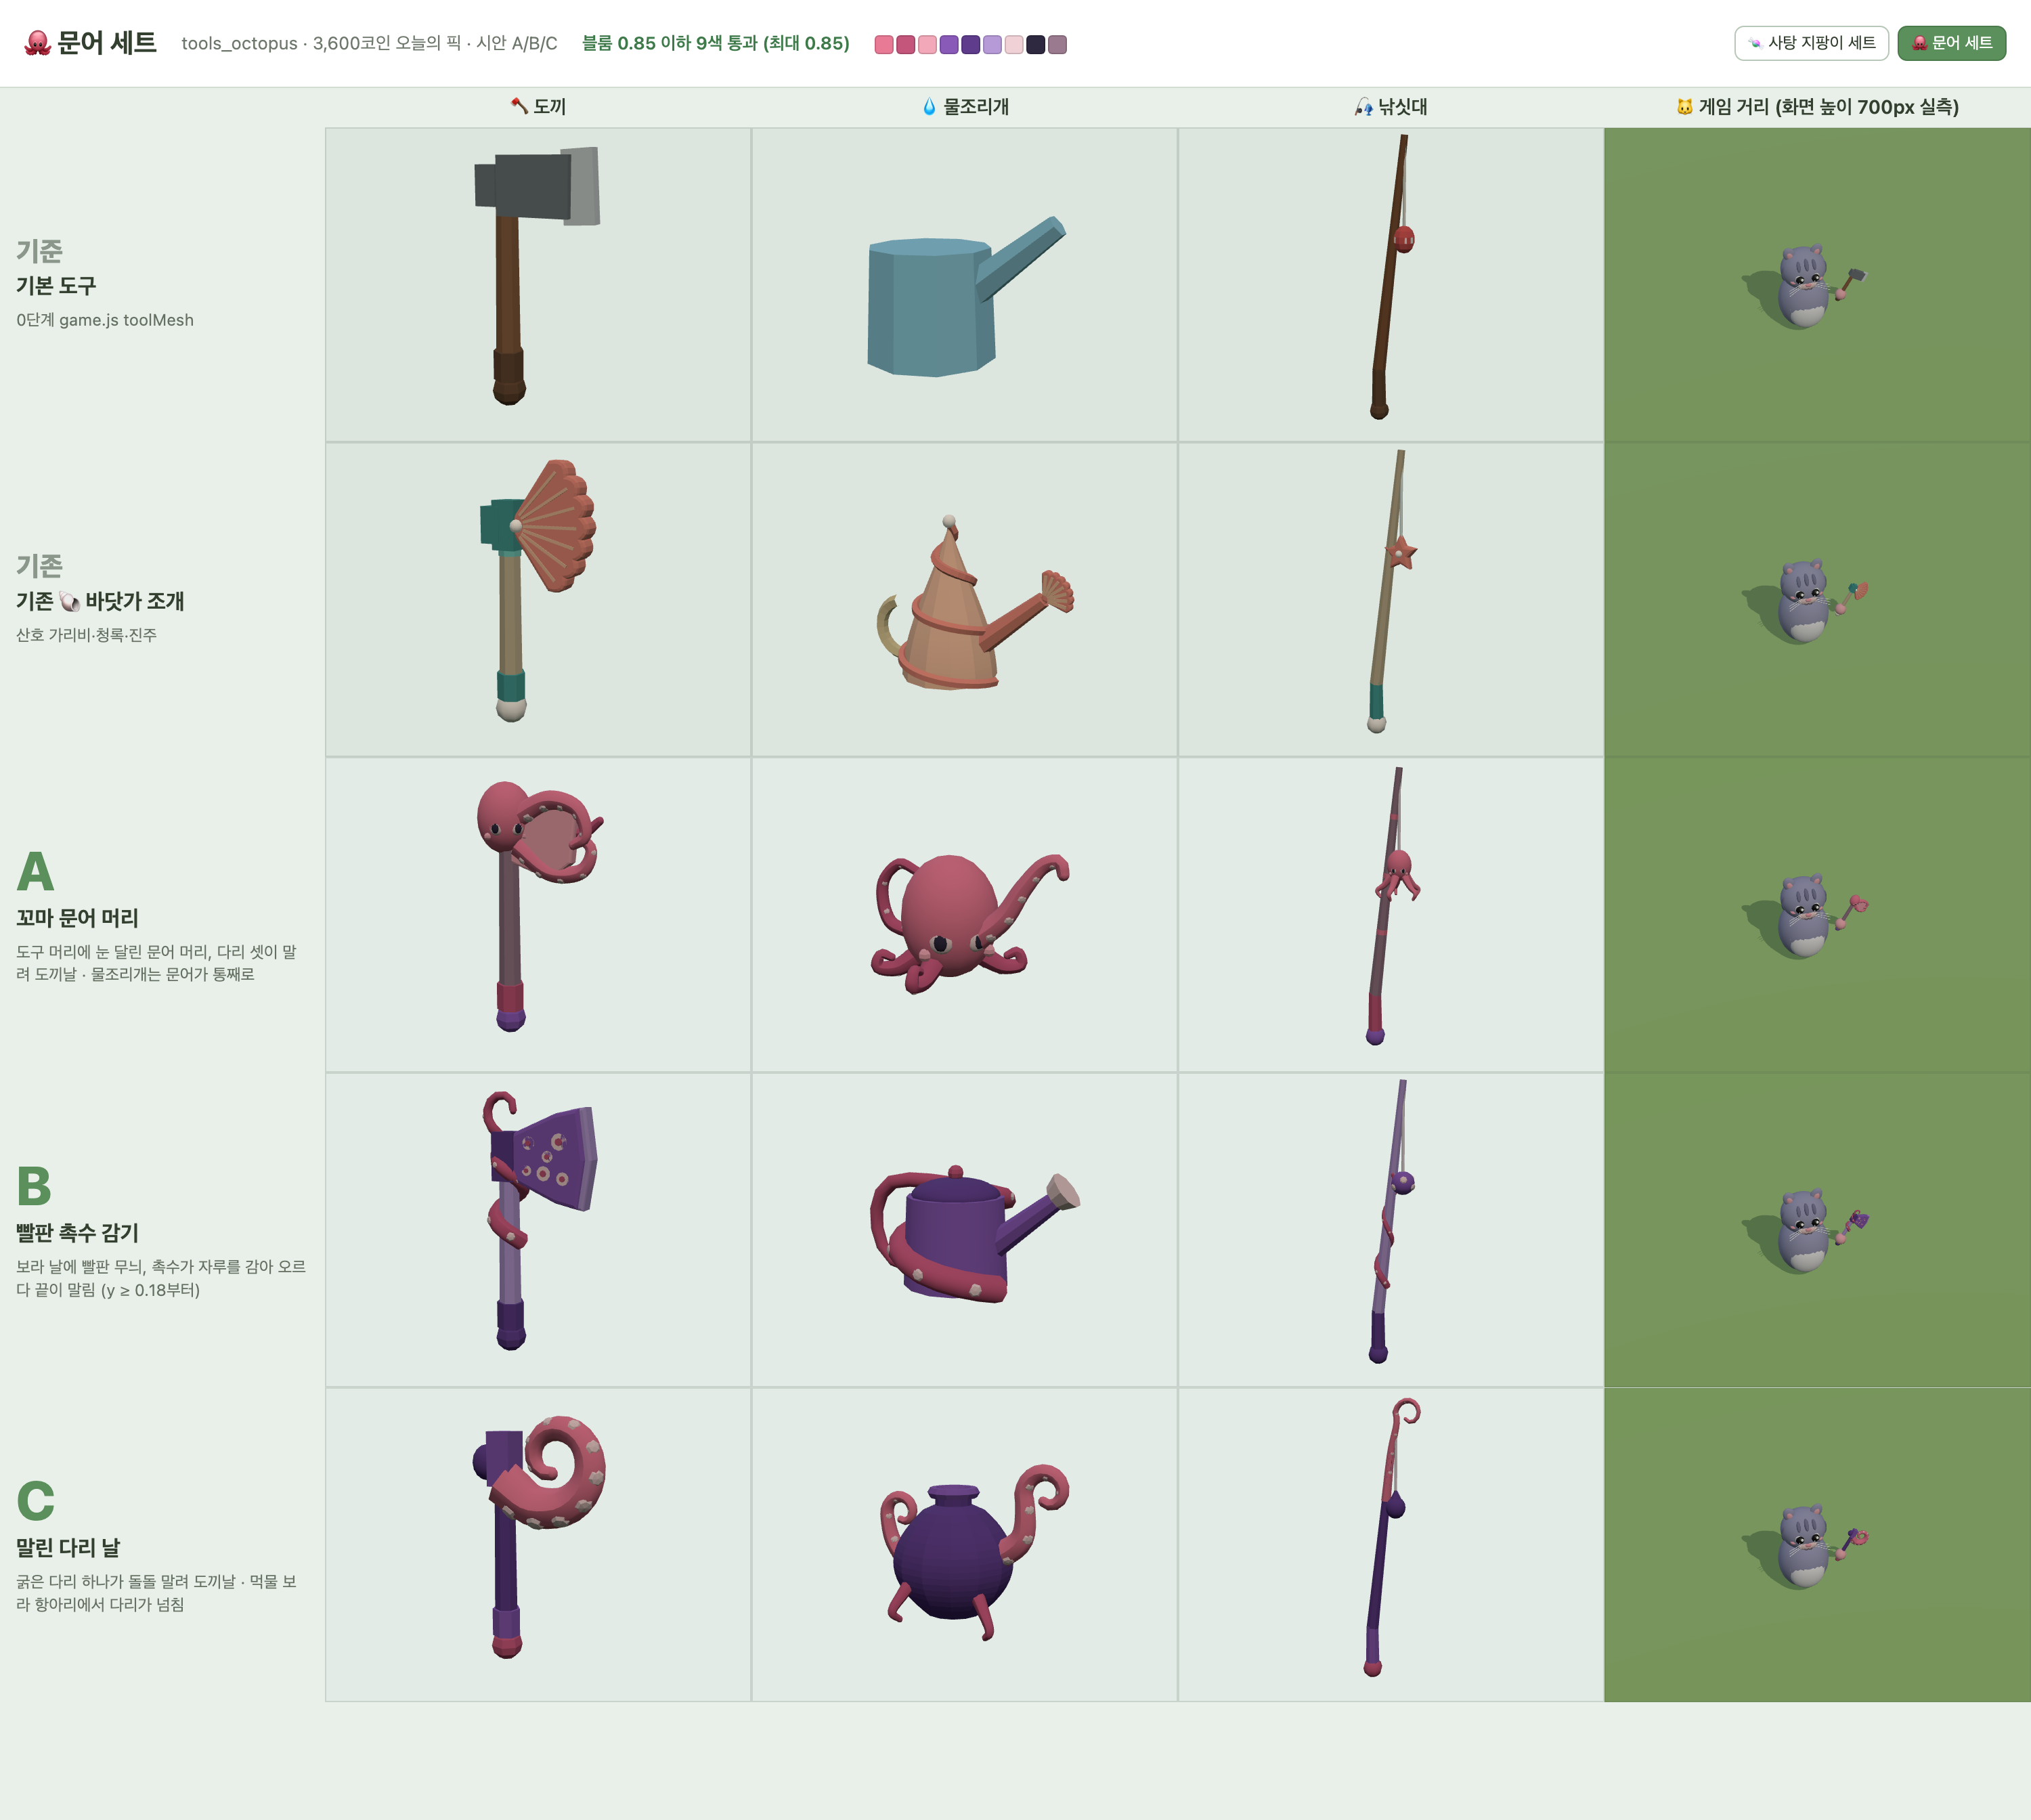 🐙 문어 세트 tools_octopus · 3,600코인 오늘의 픽 · 시안 A/B/C 블룸 0.85 이하 9색 통과 (최대 0.85) 🍬 사탕 지팡이 세트 🐙 문어 세트
🪓 도끼 💧 물조리개 🎣 낚싯대 🐱 게임 거리 (화면 높이 700px 실측)
기준
기본 도구
0단계 game.js toolMesh
기존
기존 🐚 바닷가 조개
산호 가리비·청록·진주
A
꼬마 문어 머리
도구 머리에 눈 달린 문어 머리, 다리 셋이 말
려 도끼날 · 물조리개는 문어가 통째로
B
빨판 촉수 감기
보라 날에 빨판 무늬, 촉수가 자루를 감아 오르
다 끝이 말림 (y ≥ 0.18부터)
C
말린 다리 날
굵은 다리 하나가 돌돌 말려 도끼날 · 먹물 보
라 항아리에서 다리가 넘침